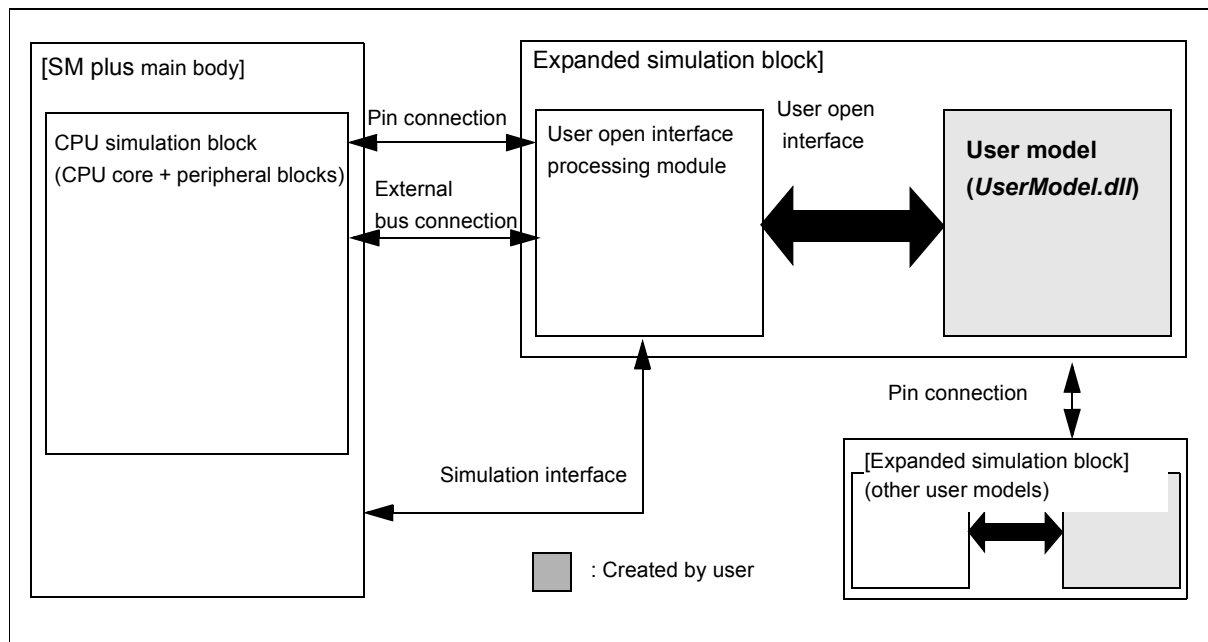 [SM plus main body]
CPU simulation block
(CPU core + peripheral blocks)
Pin connection
External
bus connection
Expanded simulation block]
User open interface
processing module
User open
interface
User model
(UserModel.dll)
Simulation interface
Pin connection
[Expanded simulation block]
(other user models)
: Created by user